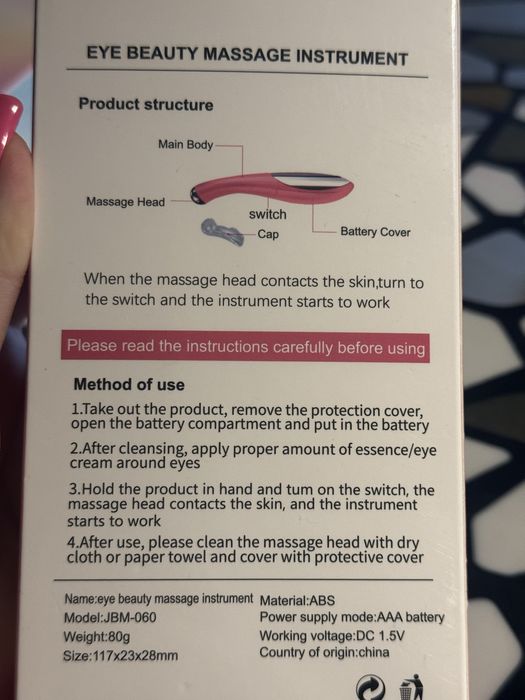 EYE BEAUTY MASSAGE INSTRUMENT
Product structure
Main Body
Massage Head
switch
Cap
Battery Cover
When the massage head contacts the skin,turn to
the switch and the instrument starts to work
Please read the instructions carefully before using
Method of use
1.Take out the product, remove the protection cover,
open the battery compartment and put in the battery
2.After cleansing, apply proper amount of essence/eye
cream around eyes
3.Hold the product in hand and tum on the switch, the
massage head contacts the skin, and the instrument
starts to work
4.After use, please clean the massage head with dry
cloth or paper towel and cover with protective cover
Name:eye beauty massage instrument Material:ABS
Model:JBM-060 Power supply mode:AAA battery
Weight:80g Working voltage:DC 1.5V
Size:117x23x28mm Country of origin:china